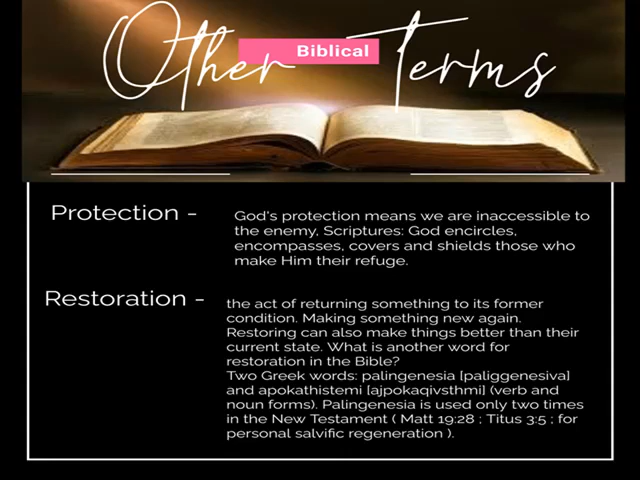 Other Biblical Terms
Protection -
God's protection means we are inaccessible to
the enemy, Scriptures: God encircles,
encompasses, covers and shields those who
make Him their refuge.
Restoration -
the act of returning something to its former
condition. Making something new again.
Restoring can also make things better than their
current state. What is another word for
restoration in the Bible?
Two Greek words: palingenesia [paliggenesiva]
and apokathistemi [ajpokaqivsthmi] (verb and
noun forms). Palingenesia is used only two times
in the New Testament ( Matt 19:28 ; Titus 3:5 ; for
personal salvific regeneration ).